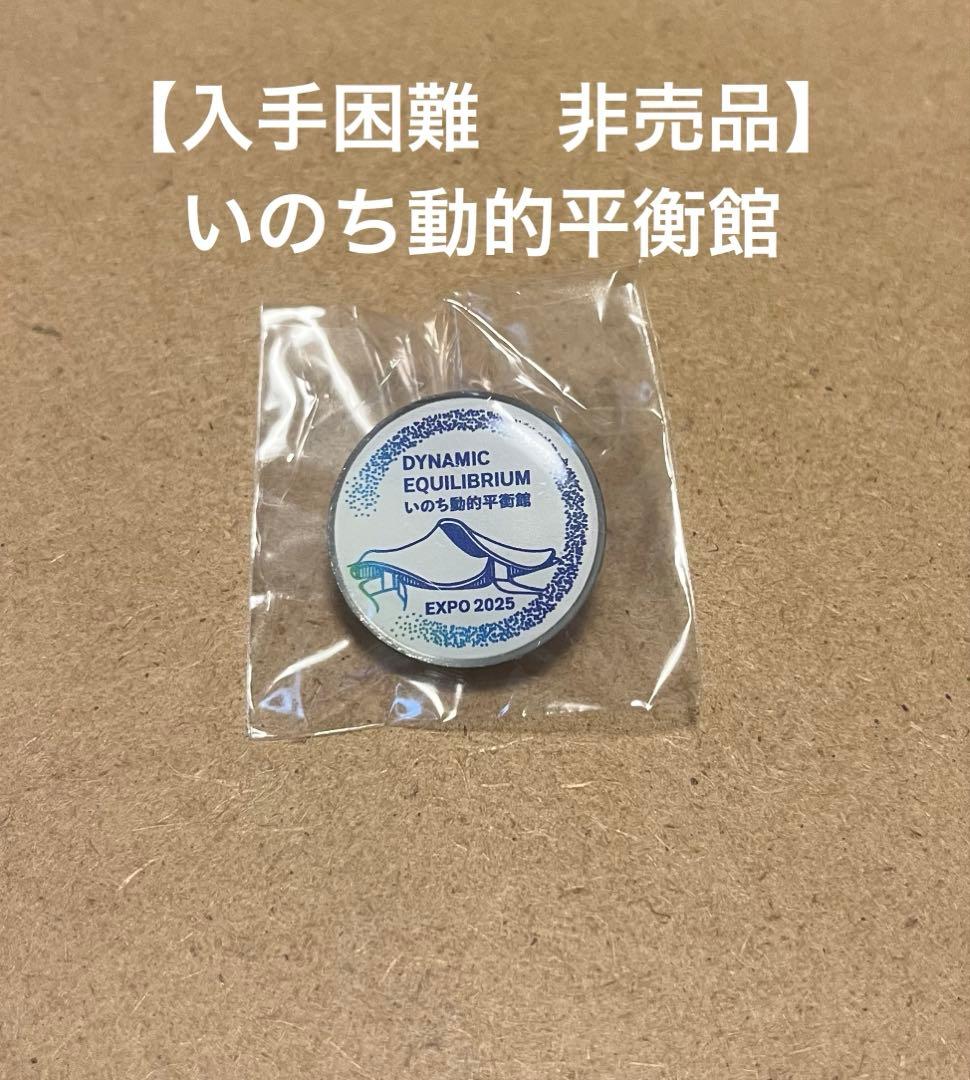 【入手困難　非売品】
いのち動的平衡館
DYNAMIC
EQUILIBRIUM
いのち動的平衡館
EXPO 2025